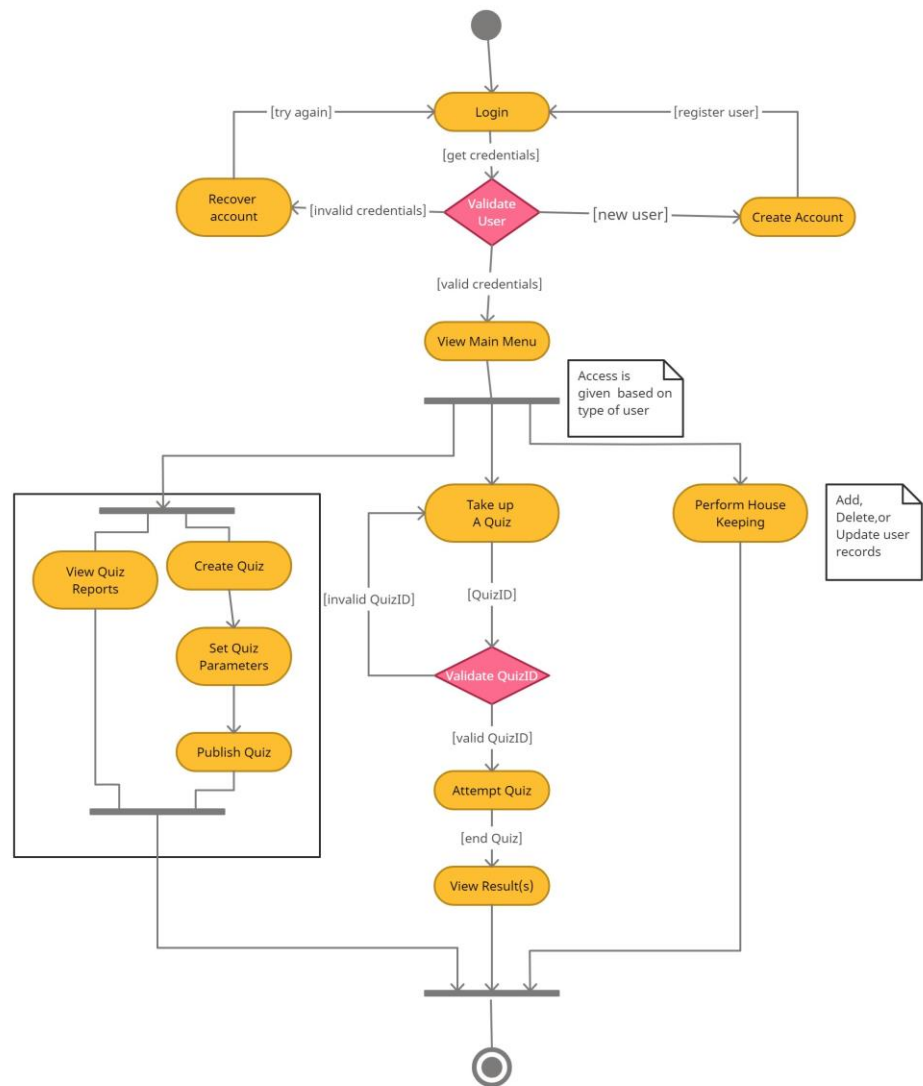 Login
[try again]
[register user]
[get credentials]
Recover
account
[invalid credentials]
Validate
User
[new user]
Create Account
[valid credentials]
View Main Menu
Access is
given  based on
type of user
Take up
A Quiz
Perform House
Keeping
Add,
Delete,or
Update user
records
View Quiz
Reports
Create Quiz
[invalid QuizID]
[QuizID]
Set Quiz
Parameters
Validate QuizID
Publish Quiz
[valid QuizID]
Attempt Quiz
[end Quiz]
View Result(s)